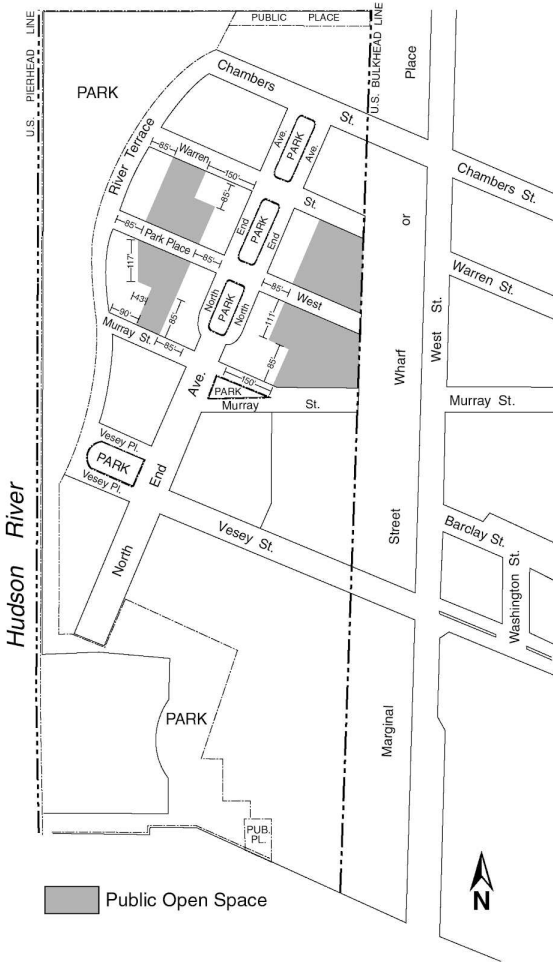 U.S. PIERHEAD LINE
PUBLIC PLACE
U.S. BULKHEAD LINE
Place
PARK
Chambers
St.
River Terrace
Ave.
PARK
Ave.
Chambers St.
85'
Warren
150'
St.
85'
or
End
PARK
End
85'
Park Place
85'
Warren St.
117'
85'
West
43'
North
PARK
North
111'
St.
West
90'
85'
Wharf
Murray St.
85'
85'
150'
PARK
Ave.
Murray St.
Murray St.
Vesey Pl.
PARK
Vesey Pl.
End
Hudson River
Vesey St.
Street
Barclay St.
Washington St.
North
PARK
Marginal
PUB.
PL.
N
Public Open Space